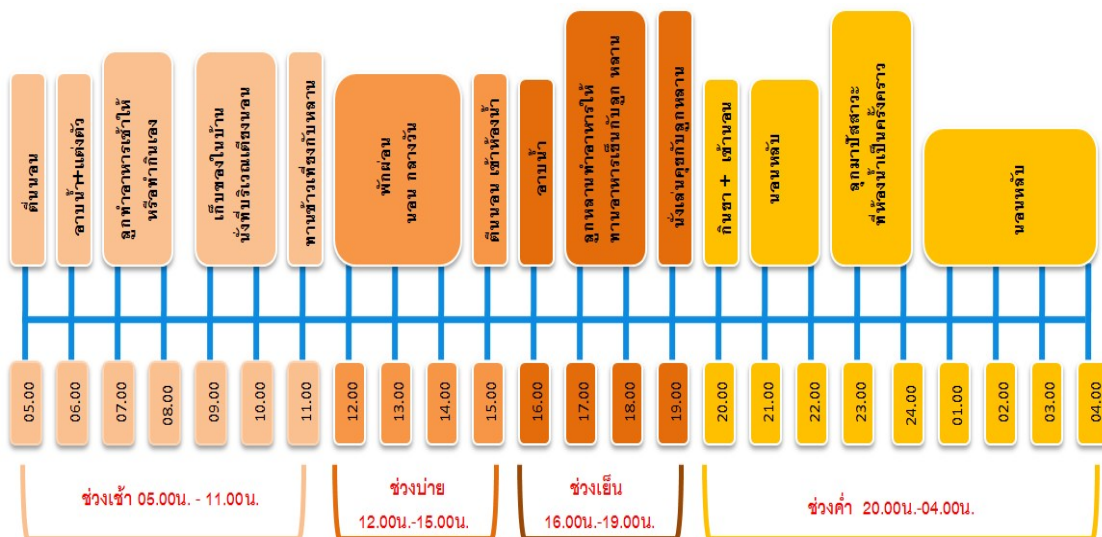 ตื่นนอน
อาบน้ำ+แต่งตัว
ลูกทำอาหารเช้าให้
หรือทำกินเอง
เก็บของในบ้าน
นั่งที่บริเวณเตียงนอน
ทานข้าวเที่ยงกับหลาน
พักผ่อน
นอน กลางวัน
ตื่นนอน เข้าห้องน้ำ
อาบน้ำ
ลูกหลานทำอาหารให้
ทานอาหารเย็นกับลูก หลาน
นั่งเล่นคุยกับลูกหลาน
กินยา + เข้านอน
นอนหลับ
ลุกมาปัสสาวะ
ที่ห้องน้ำเป็นครั้งคราว
นอนหลับ
05.00
06.00
07.00
08.00
09.00
10.00
11.00
12.00
13.00
14.00
15.00
16.00
17.00
18.00
19.00
20.00
21.00
22.00
23.00
24.00
01.00
02.00
03.00
04.00
ช่วงเช้า 05.00น. - 11.00น.
ช่วงบ่าย
12.00น.-15.00น.
ช่วงเย็น
16.00น.-19.00น.
ช่วงค่ำ 20.00น.-04.00น.